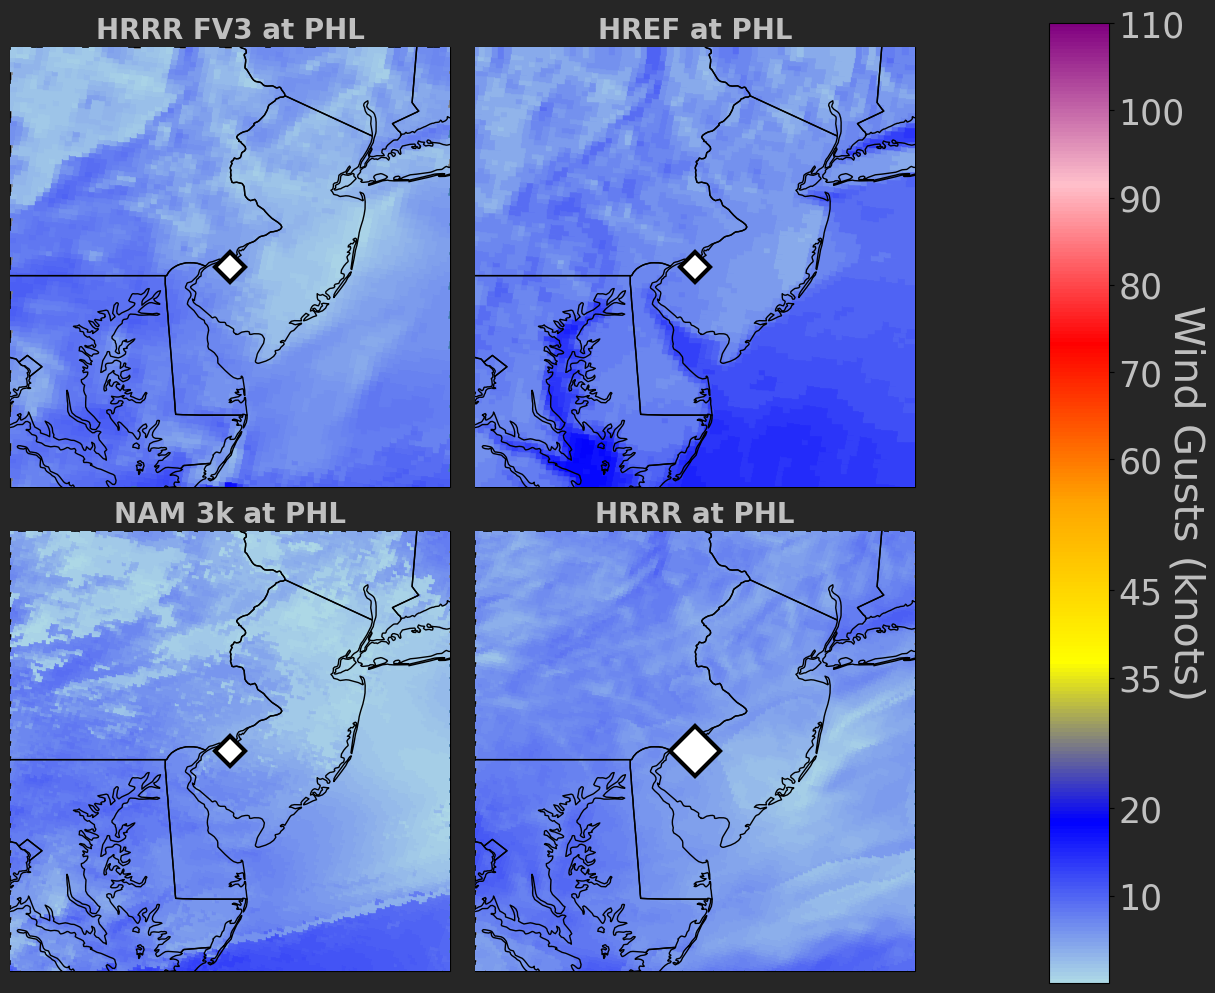 HRRR FV3 at PHL
HREF at PHL
NAM 3k at PHL
HRRR at PHL
110
100
90
80
70
60
45
35
20
10
Wind Gusts (knots)